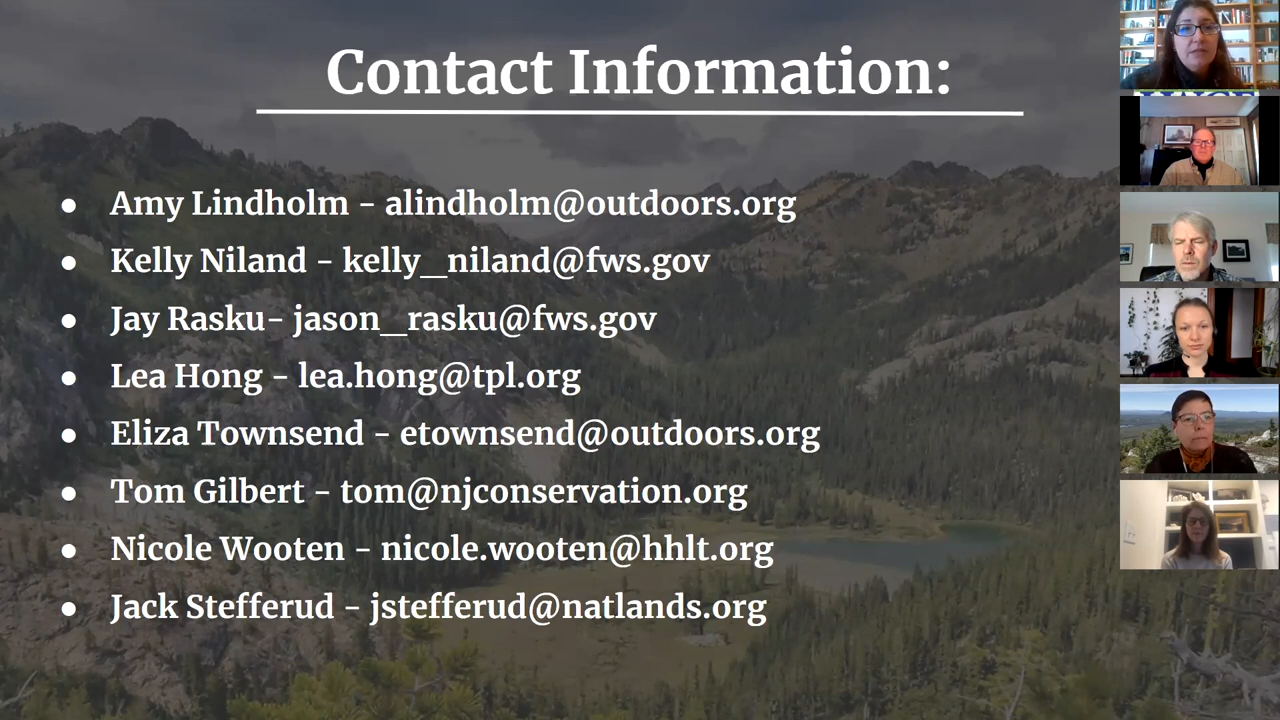 Contact Information:
● Amy Lindholm - alindholm@outdoors.org
● Kelly Niland - kelly_niland@fws.gov
● Jay Rasku- jason_rasku@fws.gov
● Lea Hong - lea.hong@tpl.org
● Eliza Townsend - etownsend@outdoors.org
● Tom Gilbert - tom@njconservation.org
● Nicole Wooten - nicole.wooten@hhlt.org
● Jack Stefferud - jstefferud@natlands.org